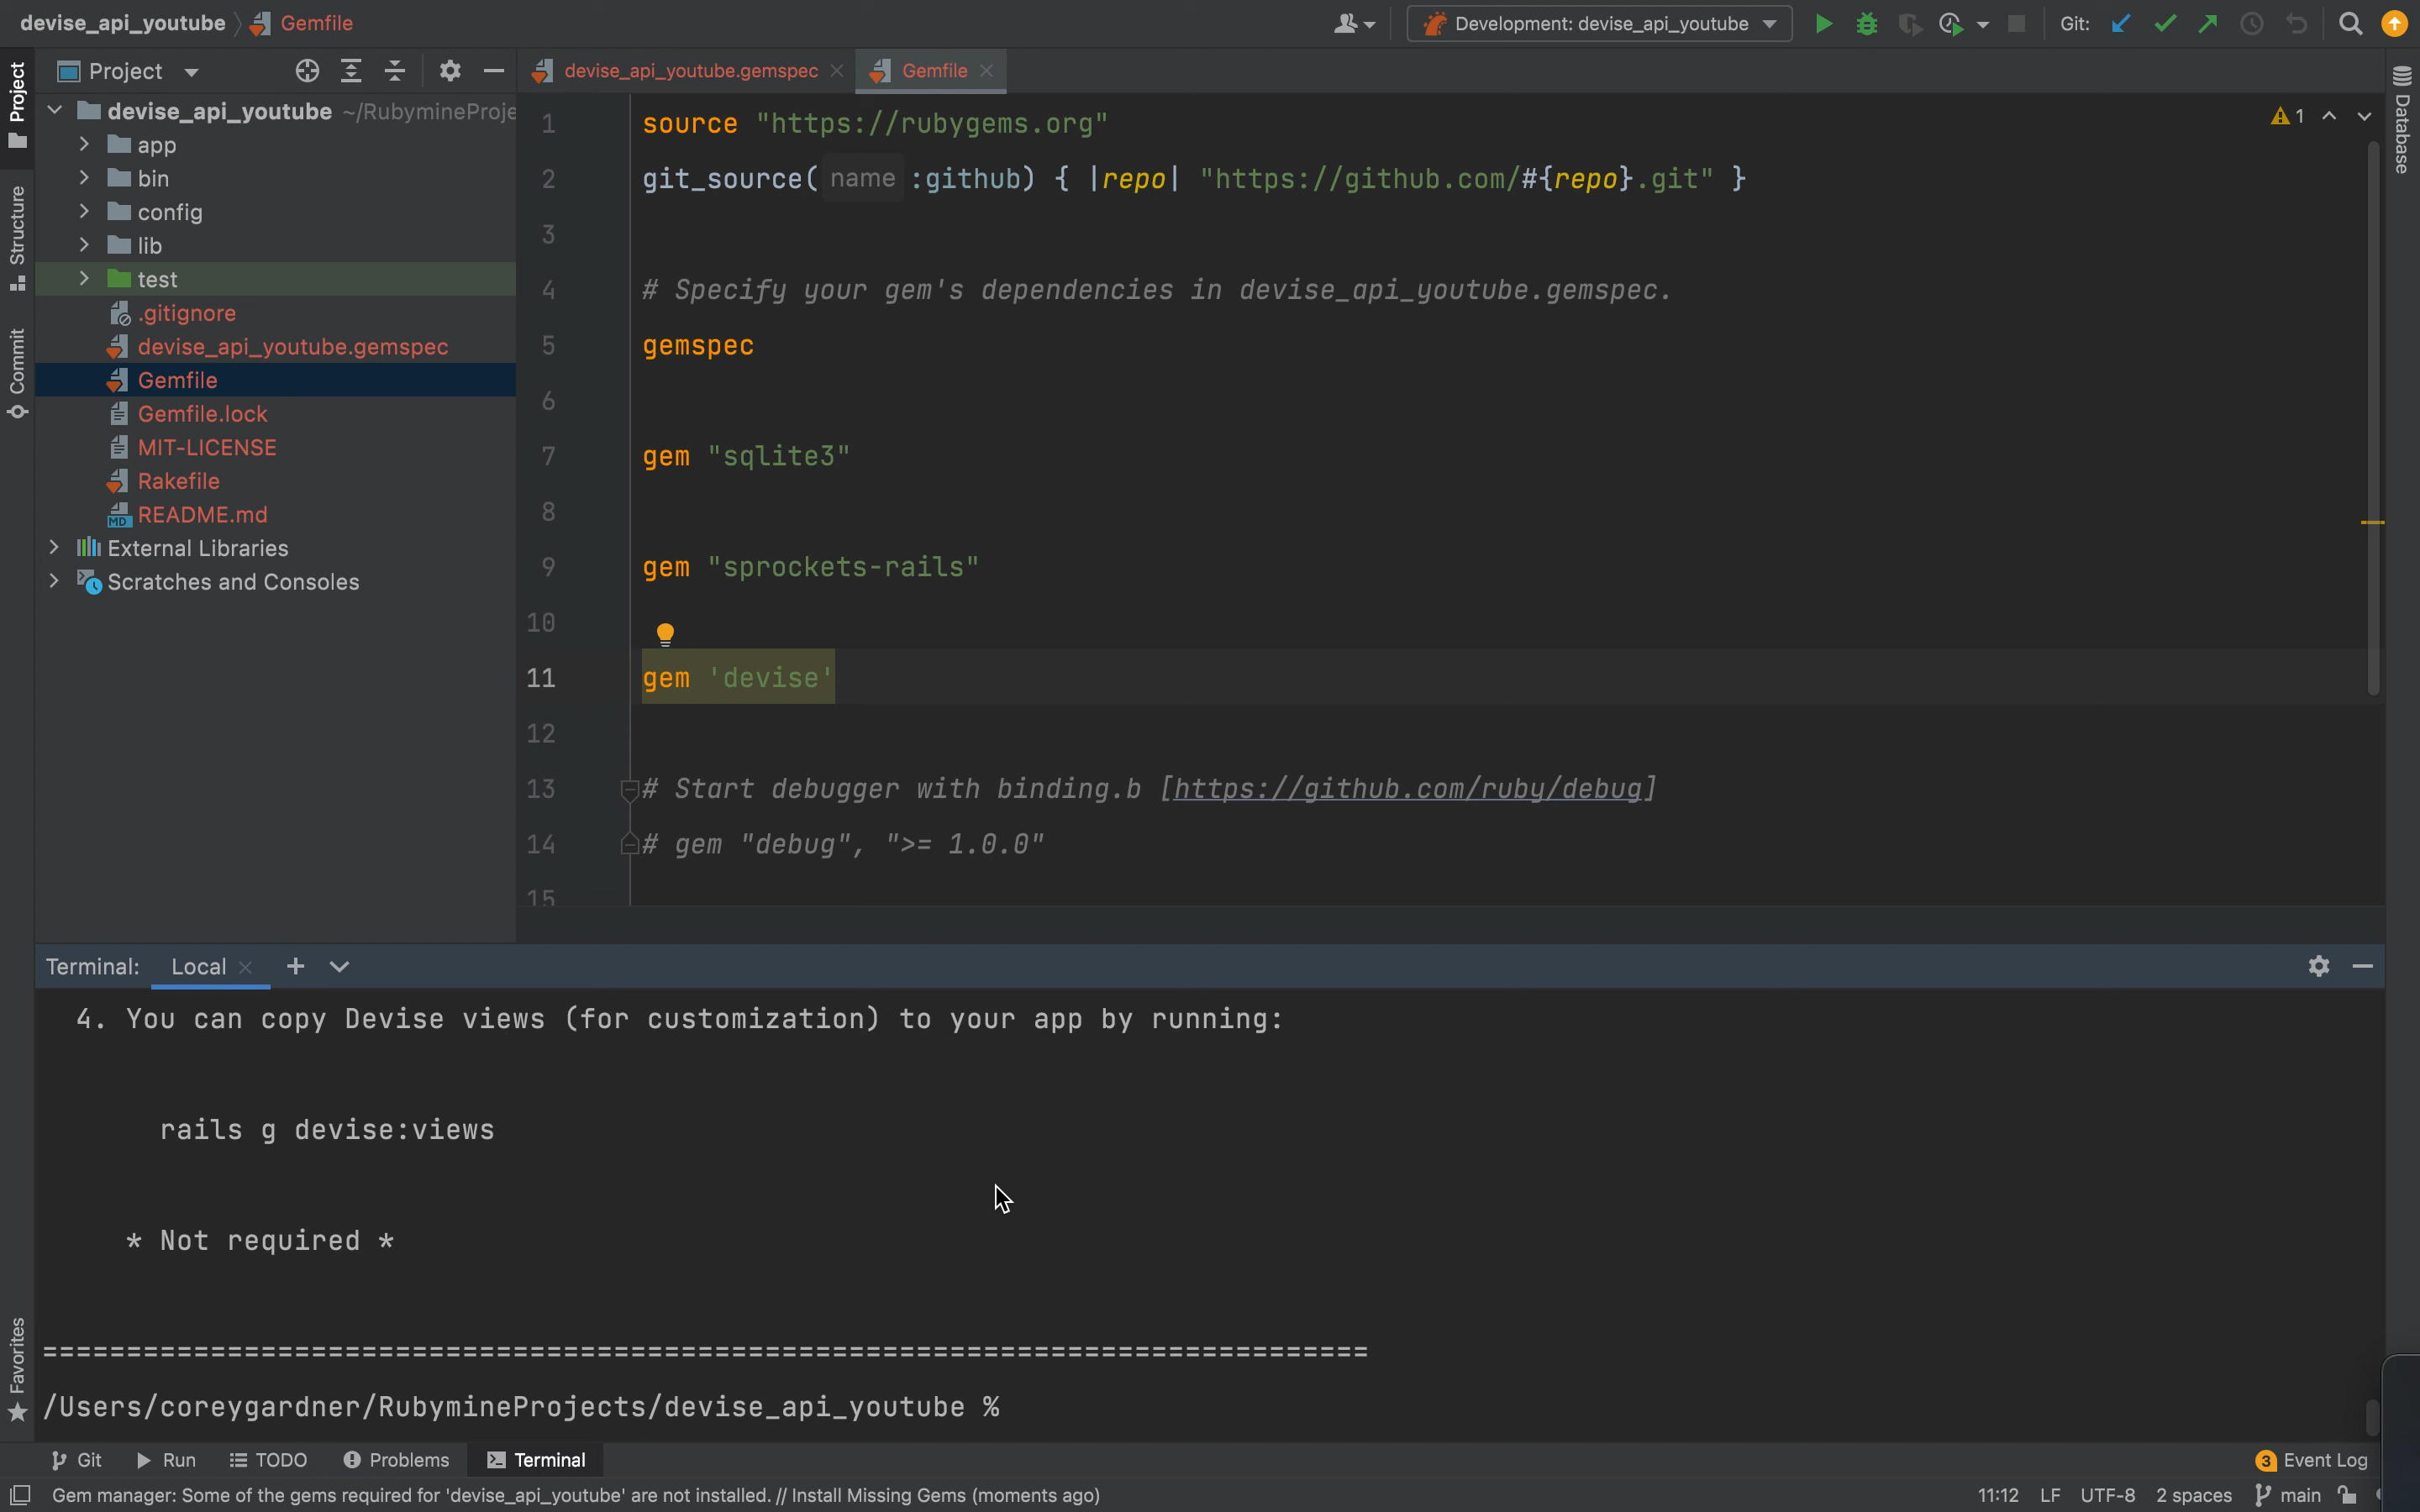 devise_api_youtube Gemfile
Development: devise_api_youtube
Git:
Project
devise_api_youtube.gemspec
Gemfile
Project
Structure
Commit
Favorites
Database
devise_api_youtube ~/RubymineProje
app
bin
config
lib
test
.gitignore
devise_api_youtube.gemspec
Gemfile
Gemfile.lock
MIT-LICENSE
Rakefile
MD README.md
External Libraries
Scratches and Consoles
1 source "https://rubygems.org"
2 git_source( name :github) { |repo| "https://github.com/#{repo}.git" }
3
4 # Specify your gem's dependencies in devise_api_youtube.gemspec.
5 gemspec
6
7 gem "sqlite3"
8
9 gem "sprockets-rails"
10
11 gem 'devise'
12
13 # Start debugger with binding.b [https://github.com/ruby/debug]
14 # gem "debug", ">= 1.0.0"
15
1
Terminal: Local
4. You can copy Devise views (for customization) to your app by running:
rails g devise:views
* Not required *
===============================================================================
/Users/coreygardner/RubymineProjects/devise_api_youtube %
Git Run TODO Problems Terminal
3 Event Log
Gem manager: Some of the gems required for 'devise_api_youtube' are not installed. // Install Missing Gems (moments ago)
11:12 LF UTF-8 2 spaces main